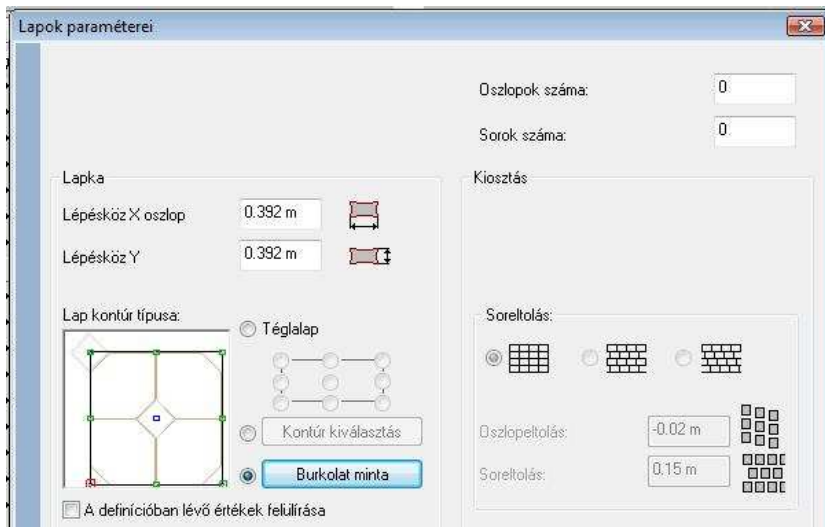 Lapok paraméterei
Oszlopok száma:
0
Sorok száma:
0
Lapka
Lépésköz X oszlop
0.392 m
Lépésköz Y
0.392 m
Lap kontúr típusa:
Téglalap
Kontúr kiválasztás
Burkolat minta
A definícióban lévő értékek felülírása
Kiosztás
Soreltolás:
Oszlopeltolás:
-0.02 m
Soreltolás:
0.15 m